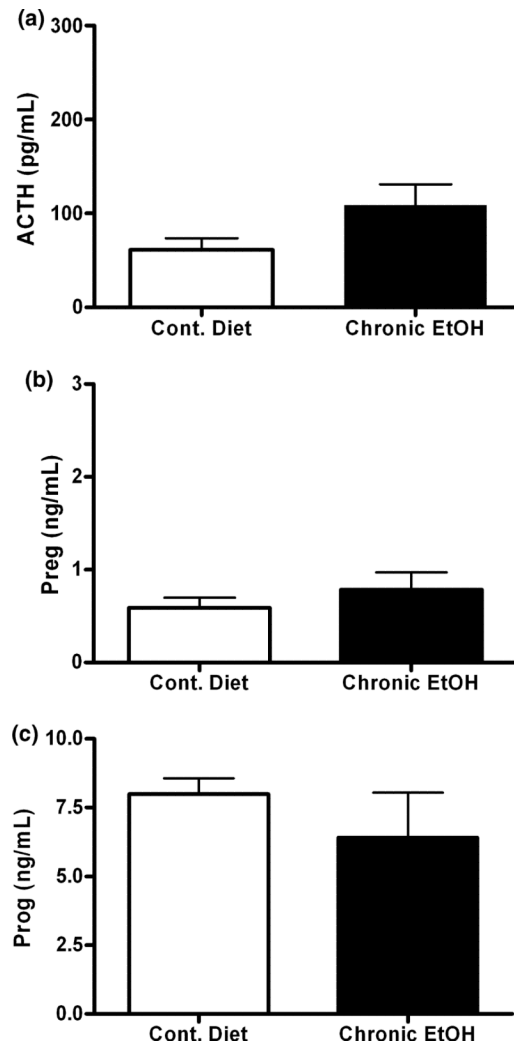 (a)
300
200
100
0
ACTH (pg/mL)
Cont. Diet Chronic EtOH
(b)
3
2
1
0
Preg (ng/mL)
Cont. Diet Chronic EtOH
(c)
10.0
7.5
5.0
2.5
0.0
Prog (ng/mL)
Cont. Diet Chronic EtOH